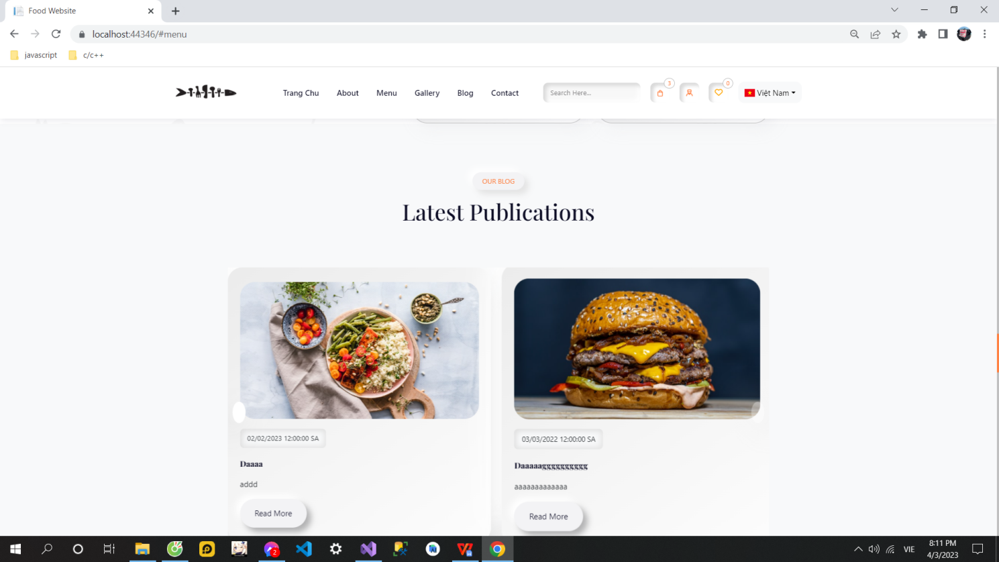 Food Website
localhost:44346/#menu
javascript
c/c++
Trang Chu
About
Menu
Gallery
Blog
Contact
Search Here...
3
0
Việt Nam
OUR BLOG
Latest Publications
02/02/2023 12:00:00 SA
Daaaa
addd
Read More
03/03/2022 12:00:00 SA
Daaaaaggggggggggg
aaaaaaaaaaaaa
Read More
2
VIE
8:11 PM
4/3/2023